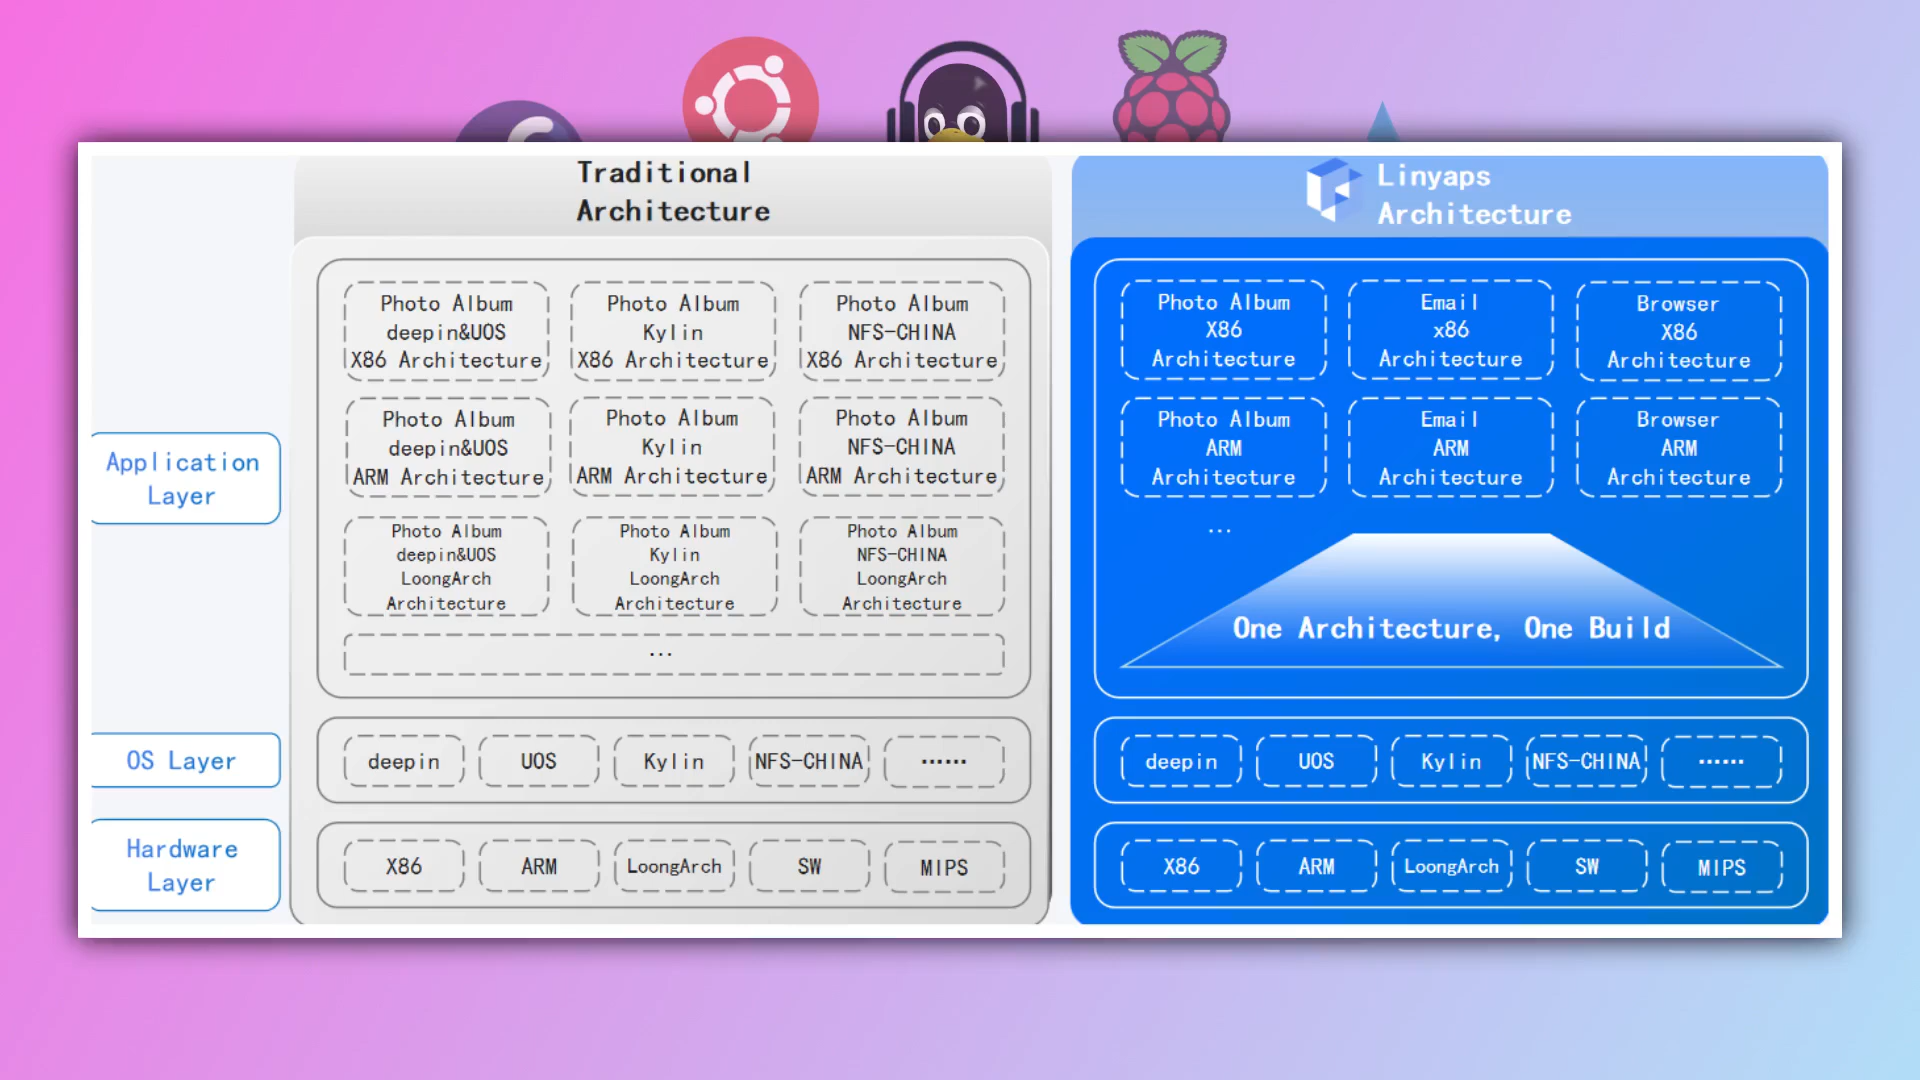 Traditional
Architecture
Linyaps
Architecture
Application
Layer
Photo Album
deepin&UOS
X86 Architecture
Photo Album
Kylin
X86 Architecture
Photo Album
NFS-CHINA
X86 Architecture
Photo Album
deepin&UOS
ARM Architecture
Photo Album
Kylin
ARM Architecture
Photo Album
NFS-CHINA
ARM Architecture
Photo Album
deepin&UOS
LoongArch
Architecture
Photo Album
Kylin
LoongArch
Architecture
Photo Album
NFS-CHINA
LoongArch
Architecture
...
Photo Album
X86
Architecture
Email
x86
Architecture
Browser
X86
Architecture
Photo Album
ARM
Architecture
Email
ARM
Architecture
Browser
ARM
Architecture
...
One Architecture, One Build
OS Layer
deepin
UOS
Kylin
NFS-CHINA
······
deepin
UOS
Kylin
NFS-CHINA
······
Hardware
Layer
X86
ARM
LoongArch
SW
MIPS
X86
ARM
LoongArch
SW
MIPS